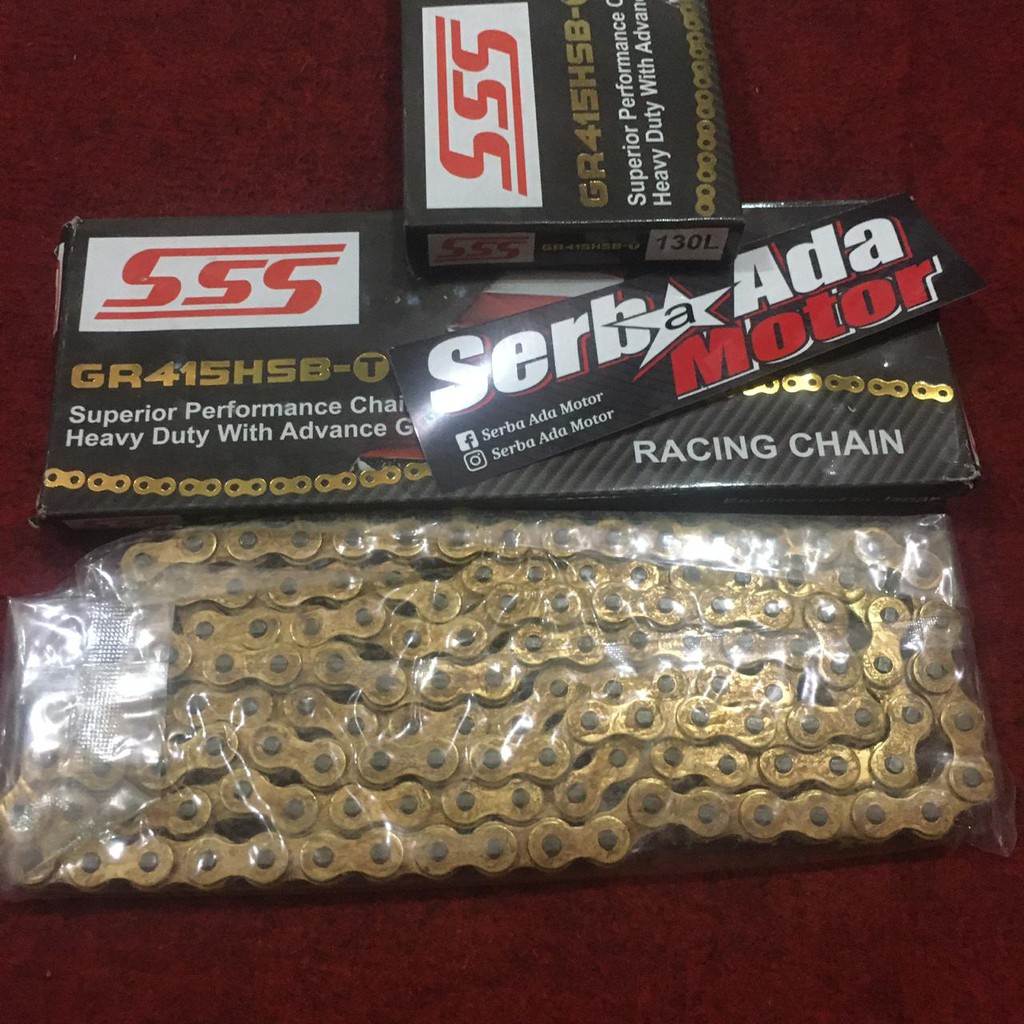 SSS
GR415HSB-
Superior Performance
Heavy Duty With Advan
SSS GR415HSB-T 130L
SSS
GR415HSB-T
Superior Performance Chai
Heavy Duty With Advance G
RACING CHAIN
Serba Ada
Motor
Serba Ada Motor
Serba Ada Motor